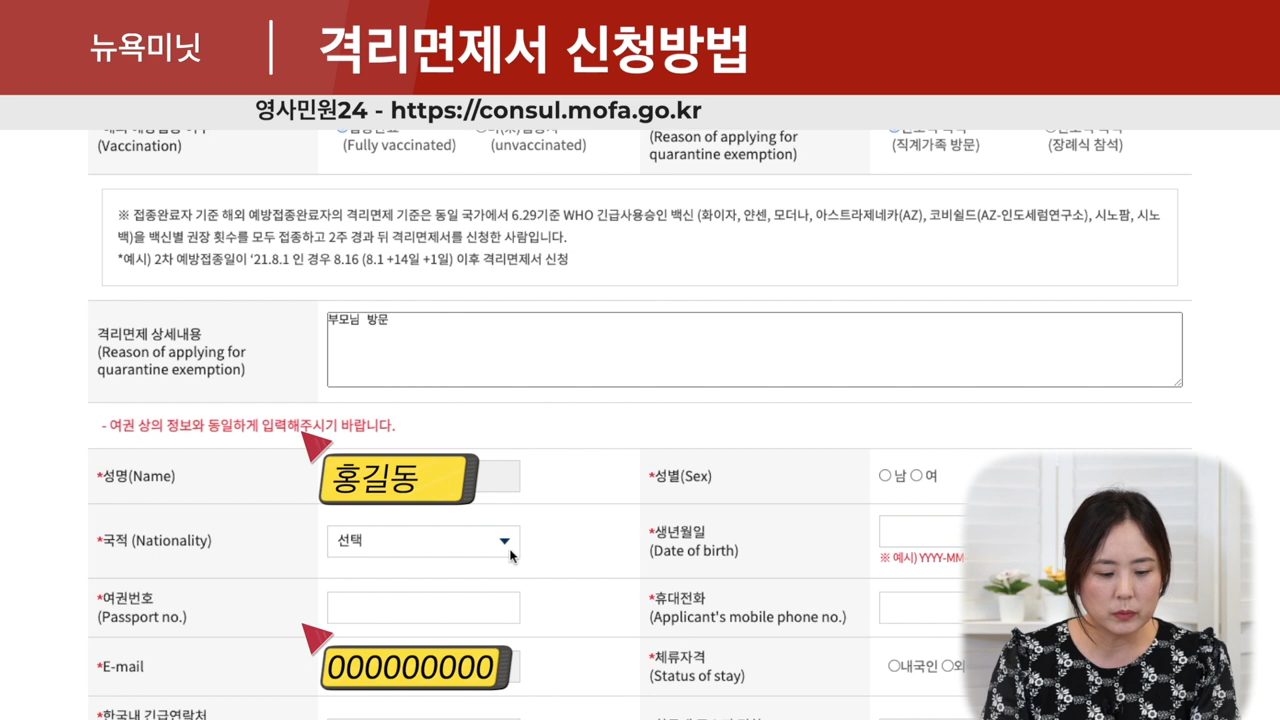 뉴욕미닛
격리면제서 신청방법
영사민원24 - https://consul.mofa.go.kr
(Vaccination)
(Fully vaccinated)
(unvaccinated)
(Reason of applying for
quarantine exemption)
(직계가족 방문)
(장례식 참석)
※ 접종완료자 기준 해외 예방접종완료자의 격리면제 기준은 동일 국가에서 6.29기준 WHO 긴급사용승인 백신 (화이자, 얀센, 모더나, 아스트라제네카(AZ), 코비쉴드(AZ-인도세럼연구소), 시노팜, 시노
백)을 백신별 권장 횟수를 모두 접종하고 2주 경과 뒤 격리면제서를 신청한 사람입니다.
*예시) 2차 예방접종일이 ‘21.8.1 인 경우 8.16 (8.1 +14일 +1일) 이후 격리면제서 신청
격리면제 상세내용
(Reason of applying for
quarantine exemption)
부모님 방문
- 여권 상의 정보와 동일하게 입력해주시기 바랍니다.
*성명(Name)
홍길동
*성별(Sex)
남 여
*국적 (Nationality)
선택
*생년월일
(Date of birth)
※ 예시) YYYY-MM
*여권번호
(Passport no.)
*휴대전화
(Applicant's mobile phone no.)
*E-mail
000000000
*체류자격
(Status of stay)
내국인
*한국내 긴급연락처